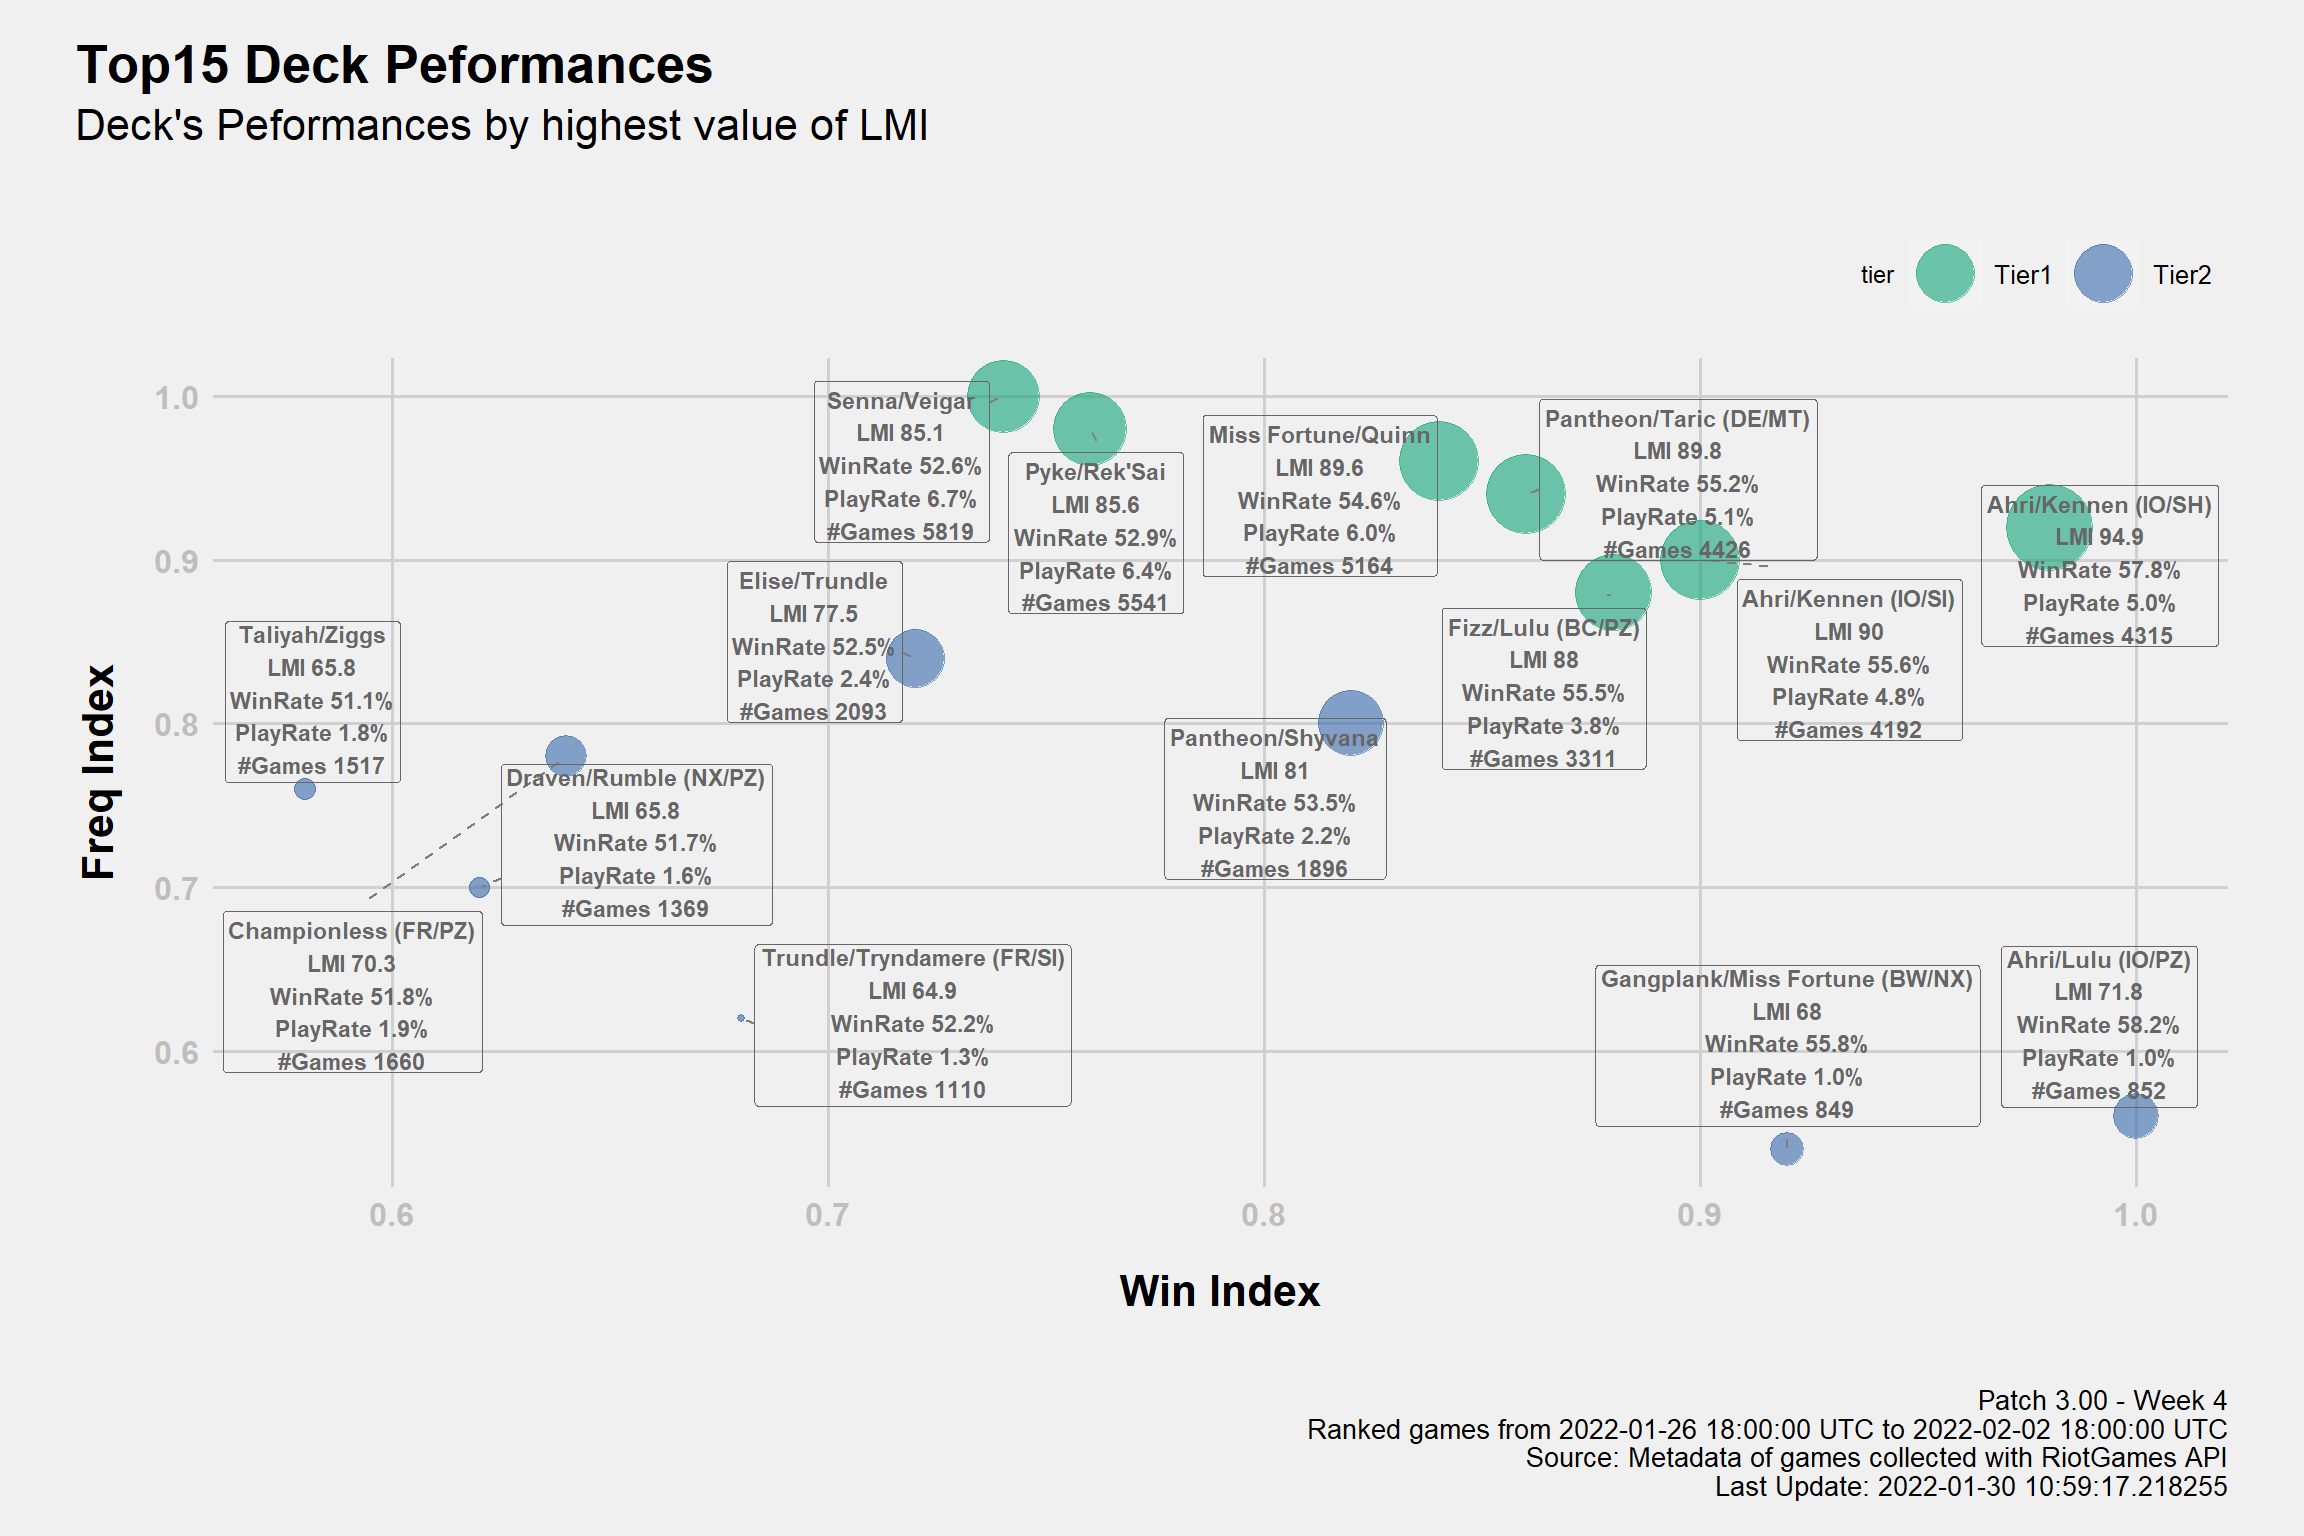 Top15 Deck Peformances
Deck's Peformances by highest value of LMI
tier
Tier1
Tier2
Freq Index
1.0
0.9
0.8
0.7
0.6
Senna/Veigar
LMI 85.1
WinRate 52.6%
PlayRate 6.7%
#Games 5819
Pyke/Rek'Sai
LMI 85.6
WinRate 52.9%
PlayRate 6.4%
#Games 5541
Miss Fortune/Quinn
LMI 89.6
WinRate 54.6%
PlayRate 6.0%
#Games 5164
Pantheon/Taric (DE/MT)
LMI 89.8
WinRate 55.2%
PlayRate 5.1%
#Games 4426
Ahri/Kennen (IO/SH)
LMI 94.9
WinRate 57.8%
PlayRate 5.0%
#Games 4315
Elise/Trundle
LMI 77.5
WinRate 52.5%
PlayRate 2.4%
#Games 2093
Ahri/Kennen (IO/SI)
LMI 90
WinRate 55.6%
PlayRate 4.8%
#Games 4192
Fizz/Lulu (BC/PZ)
LMI 88
WinRate 55.5%
PlayRate 3.8%
#Games 3311
Taliyah/Ziggs
LMI 65.8
WinRate 51.1%
PlayRate 1.8%
#Games 1517
Pantheon/Shyvana
LMI 81
WinRate 53.5%
PlayRate 2.2%
#Games 1896
Draven/Rumble (NX/PZ)
LMI 65.8
WinRate 51.7%
PlayRate 1.6%
#Games 1369
Championless (FR/PZ)
LMI 70.3
WinRate 51.8%
PlayRate 1.9%
#Games 1660
Trundle/Tryndamere (FR/SI)
LMI 64.9
WinRate 52.2%
PlayRate 1.3%
#Games 1110
Gangplank/Miss Fortune (BW/NX)
LMI 68
WinRate 55.8%
PlayRate 1.0%
#Games 849
Ahri/Lulu (IO/PZ)
LMI 71.8
WinRate 58.2%
PlayRate 1.0%
#Games 852
0.6
0.7
0.8
0.9
1.0
Win Index
Patch 3.00 - Week 4
Ranked games from 2022-01-26 18:00:00 UTC to 2022-02-02 18:00:00 UTC
Source: Metadata of games collected with RiotGames API
Last Update: 2022-01-30 10:59:17.218255